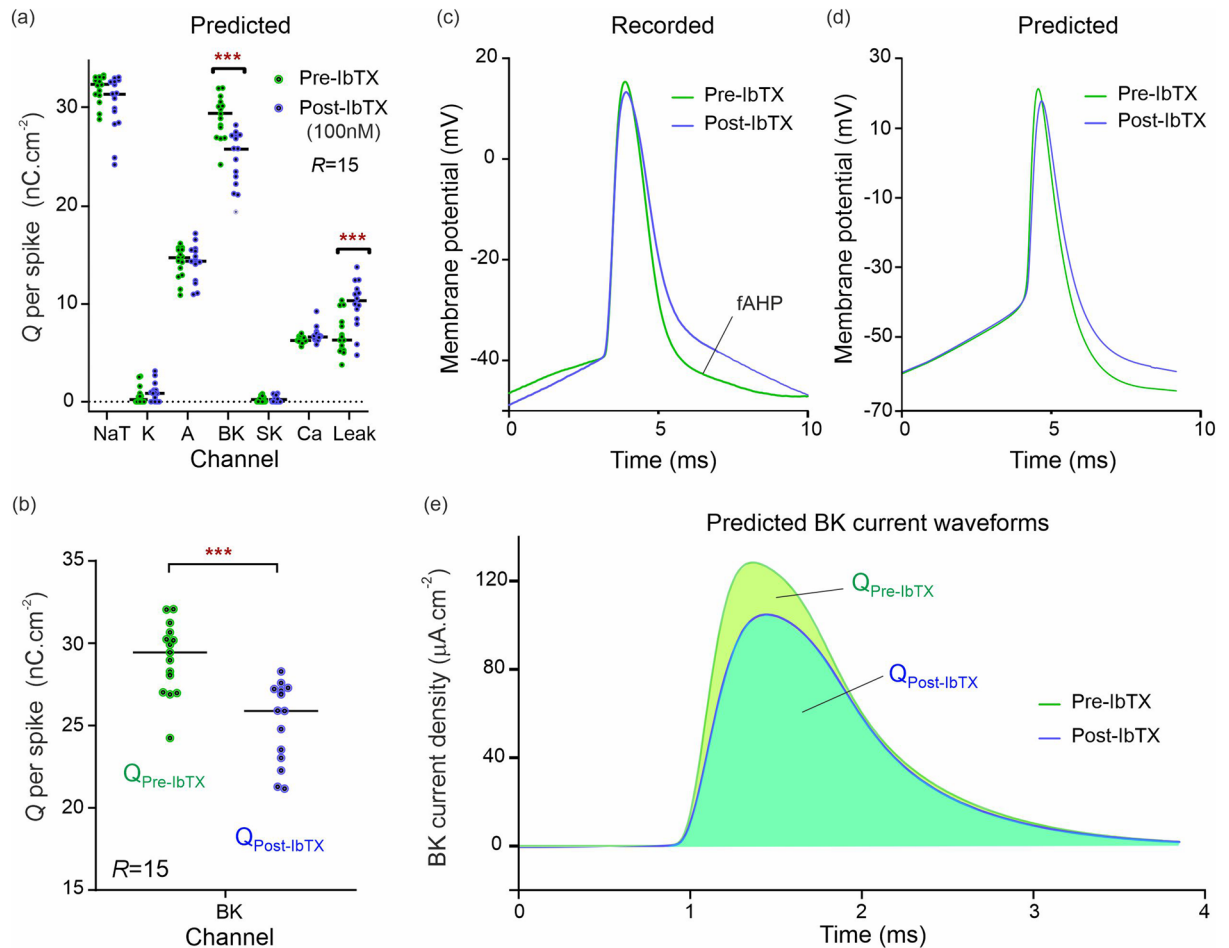 (a)
Predicted
Q per spike (nC.cm-2)
30
20
10
0
***
***
Pre-IbTX
Post-IbTX
(100nM)
R=15
NaT K A BK SK Ca Leak
Channel
(c)
Recorded
Membrane potential (mV)
20
0
-20
-40
Pre-IbTX
Post-IbTX
fAHP
0 5 10
Time (ms)
(d)
Predicted
Membrane potential (mV)
30
10
-10
-30
-50
-70
Pre-IbTX
Post-IbTX
0 5 10
Time (ms)
(b)
Q per spike (nC.cm-2)
35
30
25
20
15
***
QPre-IbTX
QPost-IbTX
R=15
BK
Channel
(e)
Predicted BK current waveforms
BK current density (µA.cm-2)
120
80
40
0
QPre-IbTX
QPost-IbTX
Pre-IbTX
Post-IbTX
0 1 2 3 4
Time (ms)